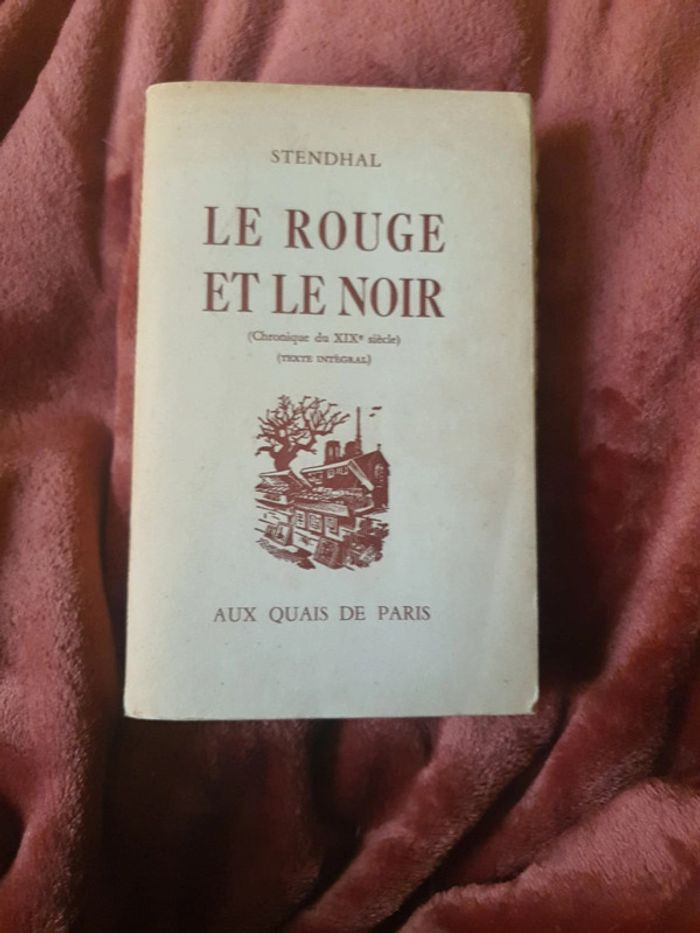 STENDHAL
LE ROUGE
ET LE NOIR
(Chronique du XIXe siècle)
(TEXTE INTÉGRAL)
AUX QUAIS DE PARIS